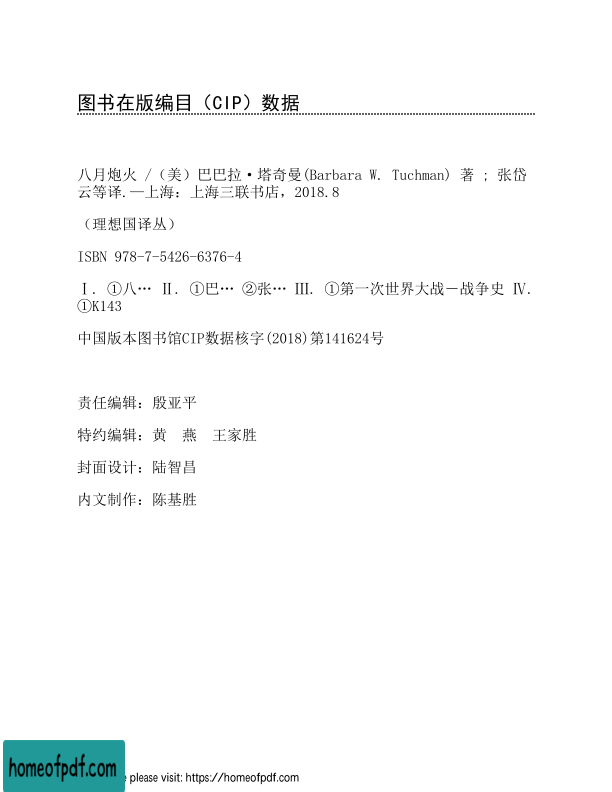 图书在版编目（CIP）数据
八月炮火 /（美）巴巴拉·塔奇曼(Barbara W. Tuchman) 著 ; 张岱
云等译.—上海：上海三联书店，2018.8
（理想国译丛）
ISBN 978-7-5426-6376-4
Ⅰ. ①八… Ⅱ. ①巴… ②张… Ⅲ. ①第一次世界大战－战争史 Ⅳ.
①K143
中国版本图书馆CIP数据核字(2018)第141624号
责任编辑：殷亚平
特约编辑：黄　燕　王家胜
封面设计：陆智昌
内文制作：陈基胜
homeofpdf.com
e please visit: https://homeofpdf.com